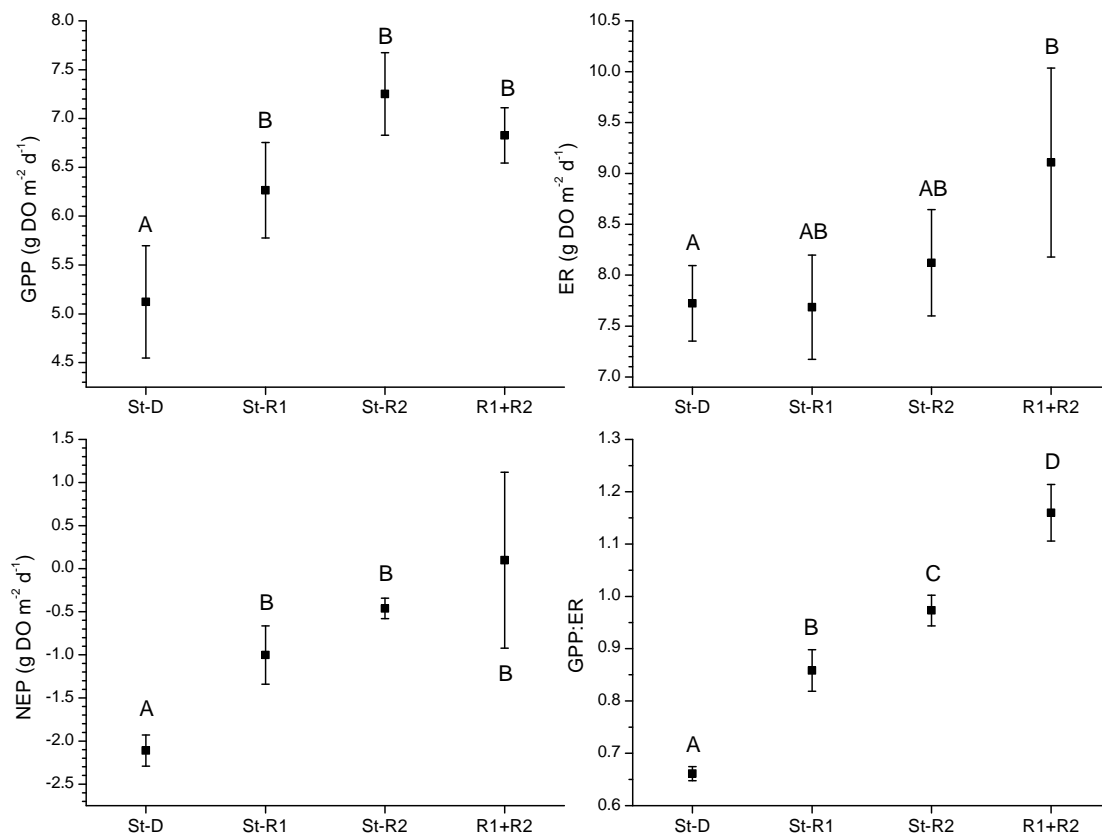 8.0
7.5
7.0
6.5
6.0
5.5
5.0
4.5
GPP (g DO m⁻² d⁻¹)
A
B
B
B
St-D St-R1 St-R2 R1+R2
10.5
10.0
9.5
9.0
8.5
8.0
7.5
7.0
ER (g DO m⁻² d⁻¹)
A
AB
AB
B
St-D St-R1 St-R2 R1+R2
1.5
1.0
0.5
0.0
-0.5
-1.0
-1.5
-2.0
-2.5
NEP (g DO m⁻² d⁻¹)
A
B
B
B
St-D St-R1 St-R2 R1+R2
1.3
1.2
1.1
1.0
0.9
0.8
0.7
0.6
GPP:ER
A
B
C
D
St-D St-R1 St-R2 R1+R2